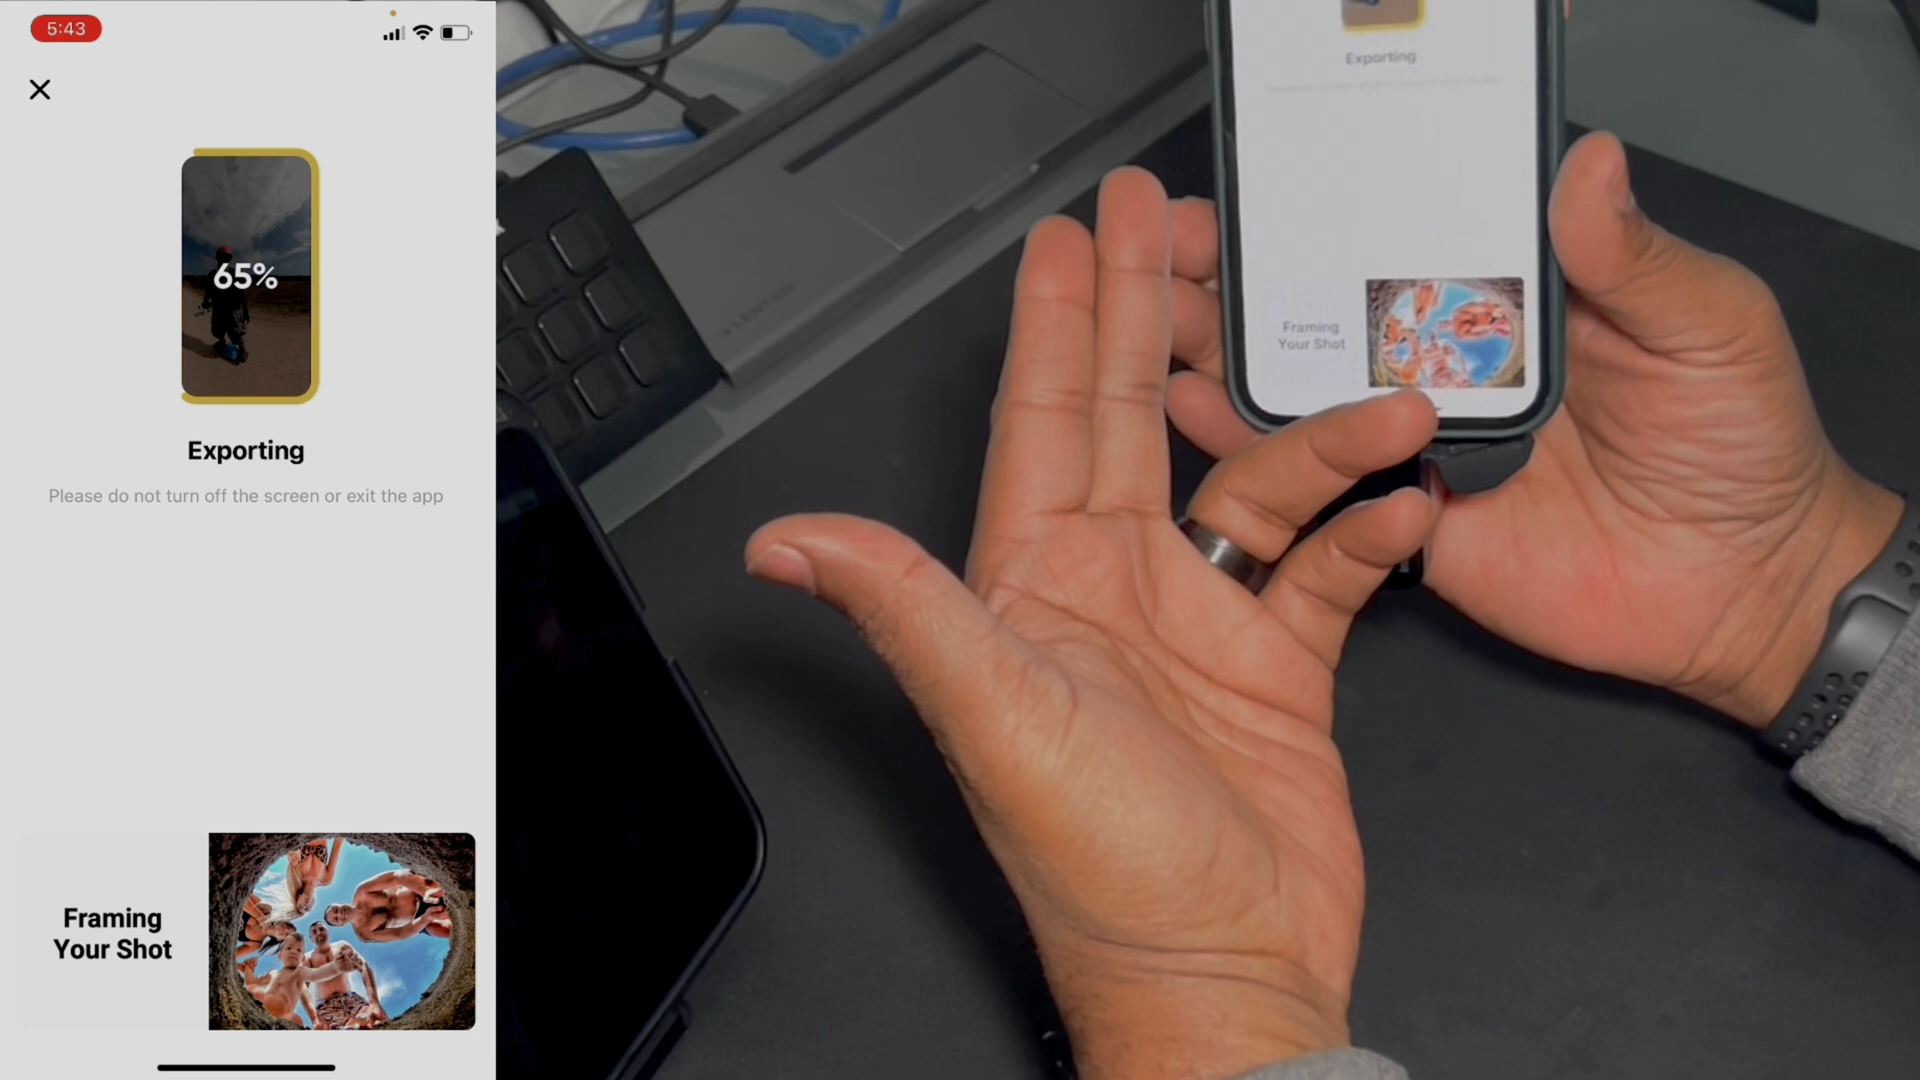 5:43
65%
Exporting
Please do not turn off the screen or exit the app
Framing
Your Shot
Exporting
Framing
Your Shot